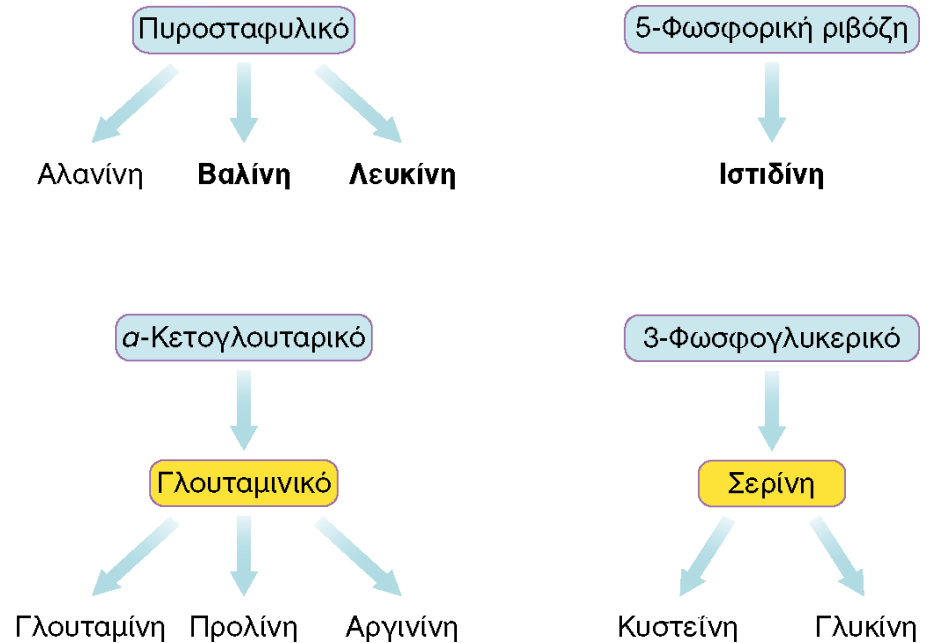 Πυροσταφυλικό
5-Φωσφορική ριβόζη
Αλανίνη Βαλίνη Λευκίνη
Ιστιδίνη
α-Κετογλουταρικό
3-Φωσφογλυκερικό
Γλουταμινικό
Σερίνη
Γλουταμίνη Προλίνη Αργινίνη
Κυστεΐνη Γλυκίνη